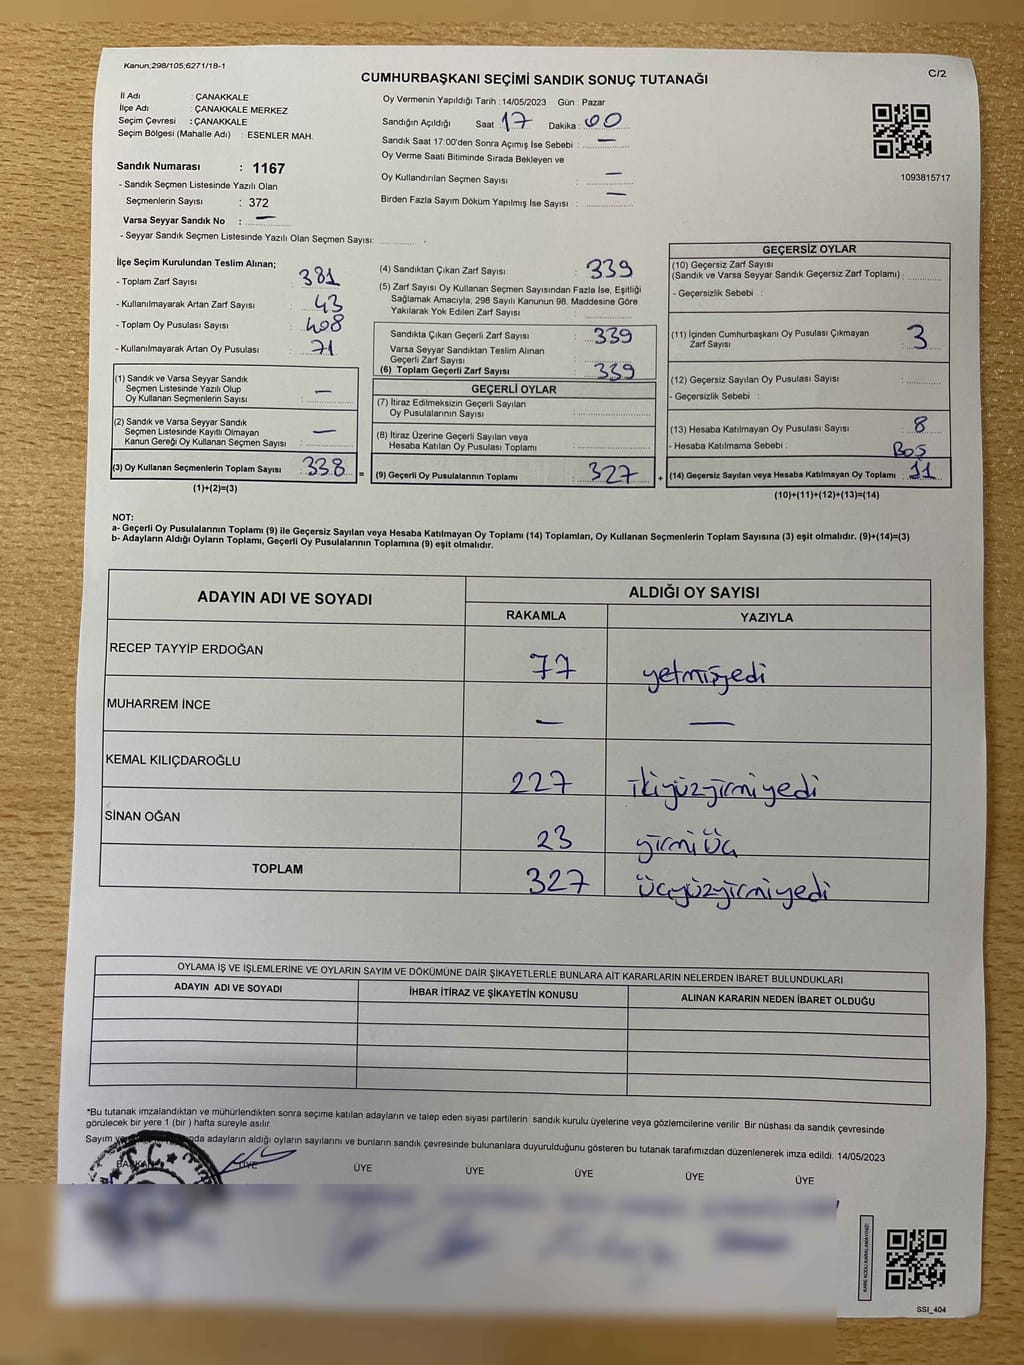 Kanun;298/105;6271/18-1
CUMHURBAŞKANI SEÇİMİ SANDIK SONUÇ TUTANAĞI
C/2
İl Adı : ÇANAKKALE
İlçe Adı : ÇANAKKALE MERKEZ
Seçim Çevresi : ÇANAKKALE
Seçim Bölgesi (Mahalle Adı) : ESENLER MAH.
Oy Vermenin Yapıldığı Tarih : 14/05/2023 Gün : Pazar
Sandığın Açıldığı Saat 17 Dakika : 00
Sandık Saat 17:00'den Sonra Açımış İse Sebebi : —
Oy Verme Saati Bitiminde Sırada Bekleyen ve
Oy Kullandırılan Seçmen Sayısı : —
Birden Fazla Sayım Döküm Yapılmış İse Sayısı : —
1093815717
Sandık Numarası : 1167
- Sandık Seçmen Listesinde Yazılı Olan
Seçmenlerin Sayısı : 372
Varsa Seyyar Sandık No : —
- Seyyar Sandık Seçmen Listesinde Yazılı Olan Seçmen Sayısı:
İlçe Seçim Kurulundan Teslim Alınan;
- Toplam Zarf Sayısı : 381
- Kullanılmayarak Artan Zarf Sayısı : 43
- Toplam Oy Pusulası Sayısı : 408
- Kullanılmayarak Artan Oy Pusulası : 71
(1) Sandık ve Varsa Seyyar Sandık
Seçmen Listesinde Yazılı Olup
Oy Kullanan Seçmenlerin Sayısı : —
(2) Sandık ve Varsa Seyyar Sandık
Seçmen Listesinde Kayıtlı Olmayan
Kanun Gereği Oy Kullanan Seçmen Sayısı : —
(3) Oy Kullanan Seçmenlerin Toplam Sayısı : 338 =
(1)+(2)=(3)
(4) Sandıktan Çıkan Zarf Sayısı : 339
(5) Zarf Sayısı Oy Kullanan Seçmen Sayısından Fazla İse, Eşitliği
Sağlamak Amacıyla, 298 Sayılı Kanunun 98. Maddesine Göre
Yakılarak Yok Edilen Zarf Sayısı :
Sandıkta Çıkan Geçerli Zarf Sayısı : 339
Varsa Seyyar Sandıktan Teslim Alınan
Geçerli Zarf Sayısı :
(6) Toplam Geçerli Zarf Sayısı : 339
GEÇERLİ OYLAR
(7) İtiraz Edilmeksizin Geçerli Sayılan
Oy Pusulalarının Sayısı :
(8) İtiraz Üzerine Geçerli Sayılan veya
Hesaba Katılan Oy Pusulası Toplamı :
(9) Geçerli Oy Pusulalarının Toplamı : 327 +
GEÇERSİZ OYLAR
(10) Geçersiz Zarf Sayısı
(Sandık ve Varsa Seyyar Sandık Geçersiz Zarf Toplamı) :
- Geçersizlik Sebebi :
(11) İçinden Cumhurbaşkanı Oy Pusulası Çıkmayan
Zarf Sayısı : 3
(12) Geçersiz Sayılan Oy Pusulası Sayısı :
- Geçersizlik Sebebi :
(13) Hesaba Katılmayan Oy Pusulası Sayısı : 8
- Hesaba Katılmama Sebebi : Boş
(14) Geçersiz Sayılan veya Hesaba Katılmayan Oy Toplamı : 11
(10)+(11)+(12)+(13)=(14)
NOT:
a- Geçerli Oy Pusulalarının Toplamı (9) ile Geçersiz Sayılan veya Hesaba Katılmayan Oy Toplamı (14) Toplamları, Oy Kullanan Seçmenlerin Toplam Sayısına (3) eşit olmalıdır. (9)+(14)=(3)
b- Adayların Aldığı Oyların Toplamı, Geçerli Oy Pusulalarının Toplamına (9) eşit olmalıdır.
ADAYIN ADI VE SOYADI
ALDIĞI OY SAYISI
RAKAMLA YAZIYLA
RECEP TAYYİP ERDOĞAN 77 yetmişyedi
MUHARREM İNCE — —
KEMAL KILIÇDAROĞLU 227 ikiyüzyirmiyedi
SİNAN OĞAN 23 yirmiüç
TOPLAM 327 üçyüzyirmiyedi
OYLAMA İŞ VE İŞLEMLERİNE VE OYLARIN SAYIM VE DÖKÜMÜNE DAİR ŞİKAYETLERLE BUNLARA AİT KARARLARIN NELERDEN İBARET BULUNDUKLARI
ADAYIN ADI VE SOYADI
İHBAR İTİRAZ VE ŞİKAYETİN KONUSU
ALINAN KARARIN NEDEN İBARET OLDUĞU
*Bu tutanak imzalandıktan ve mühürlendikten sonra seçime katılan adayların ve talep eden siyasi partilerin sandık kurulu üyelerine veya gözlemcilerine verilir .Bir nüshası da sandık çevresinde
görülecek bir yere 1 (bir ) hafta süreyle asılır
Sayım nda adayların aldığı oyların sayılarını ve bunların sandık çevresinde bulunanlara duyurulduğunu gösteren bu tutanak tarafımızdan düzenlenerek imza edildi. 14/05/2023
BAŞKAN ÜYE ÜYE ÜYE ÜYE ÜYE ÜYE
T.C.
KARE KODU KARALAMAYINIZ!
SSI_404